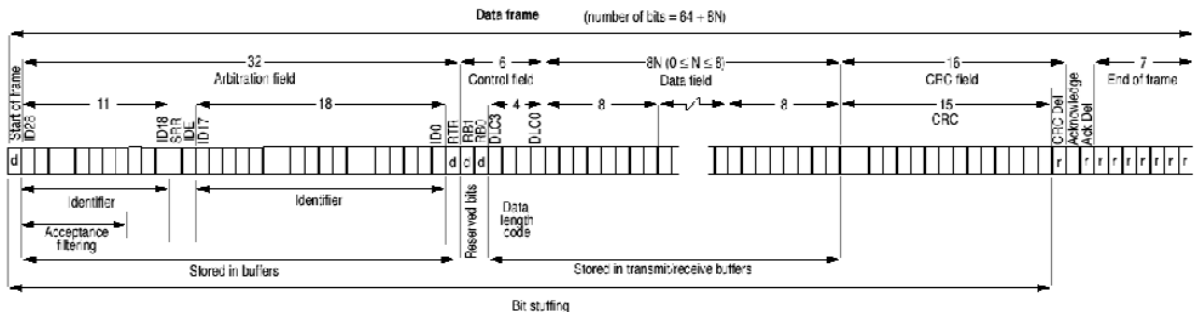 Data frame (number of bits = 64 + 8N)
32 6 8N (0 ≤ N ≤ 8) 16 7
Arbitration field Control field Data field CRC field End of frame
11 18 4 8 8 15
CRC
Start of frame
ID28
ID18
SRR
IDE
ID17
ID0
RTR
RB1
RB0
DLC3
DLC0
CRC Del
Acknowledge
Ack Del
d d d r r r r r r r r r
Identifier Identifier
Reserved bits
Data
length
code
Acceptance
filtering
Stored in buffers Stored in transmit/receive buffers
Bit stuffing